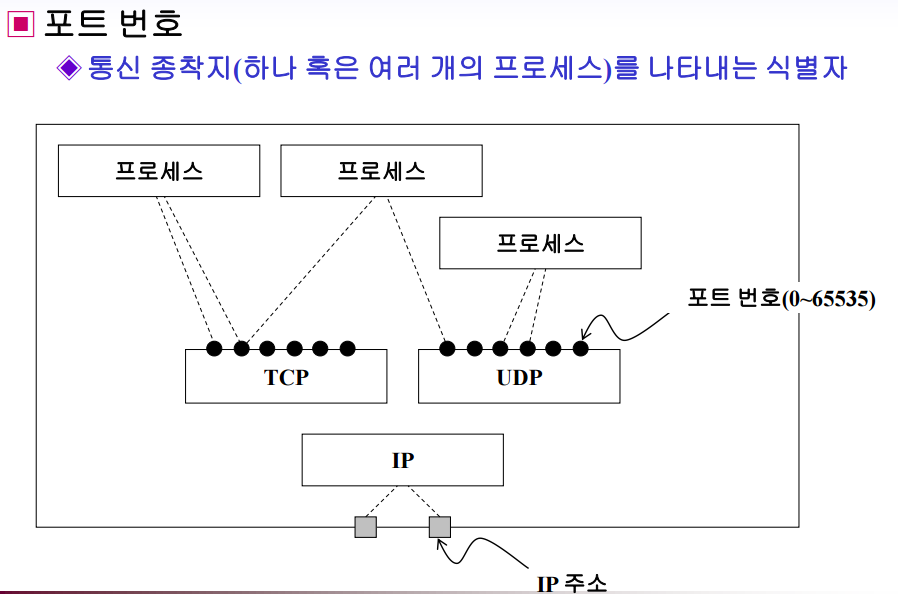 포트 번호
통신 종착지(하나 혹은 여러 개의 프로세스)를 나타내는 식별자
프로세스
프로세스
프로세스
포트 번호(0~65535)
TCP
UDP
IP
IP 주소